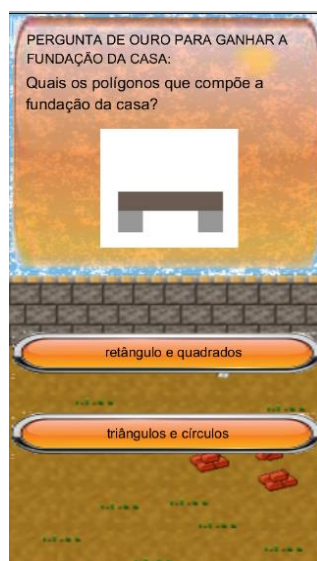 PERGUNTA DE OURO PARA GANHAR A
FUNDAÇÃO DA CASA:
Quais os polígonos que compõe a
fundação da casa?
retângulo e quadrados
triângulos e círculos